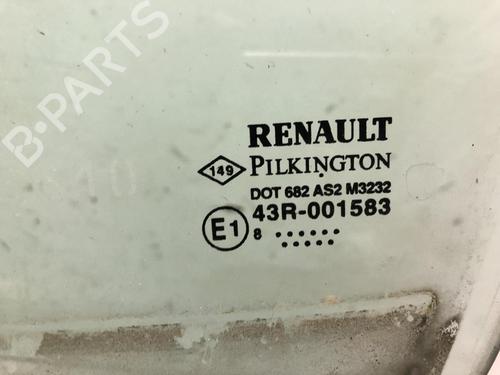 B-PARTS
RENAULT
149 PILKINGTON
DOT 682 AS2 M3232
E1 43R-001583
8 ......
.....